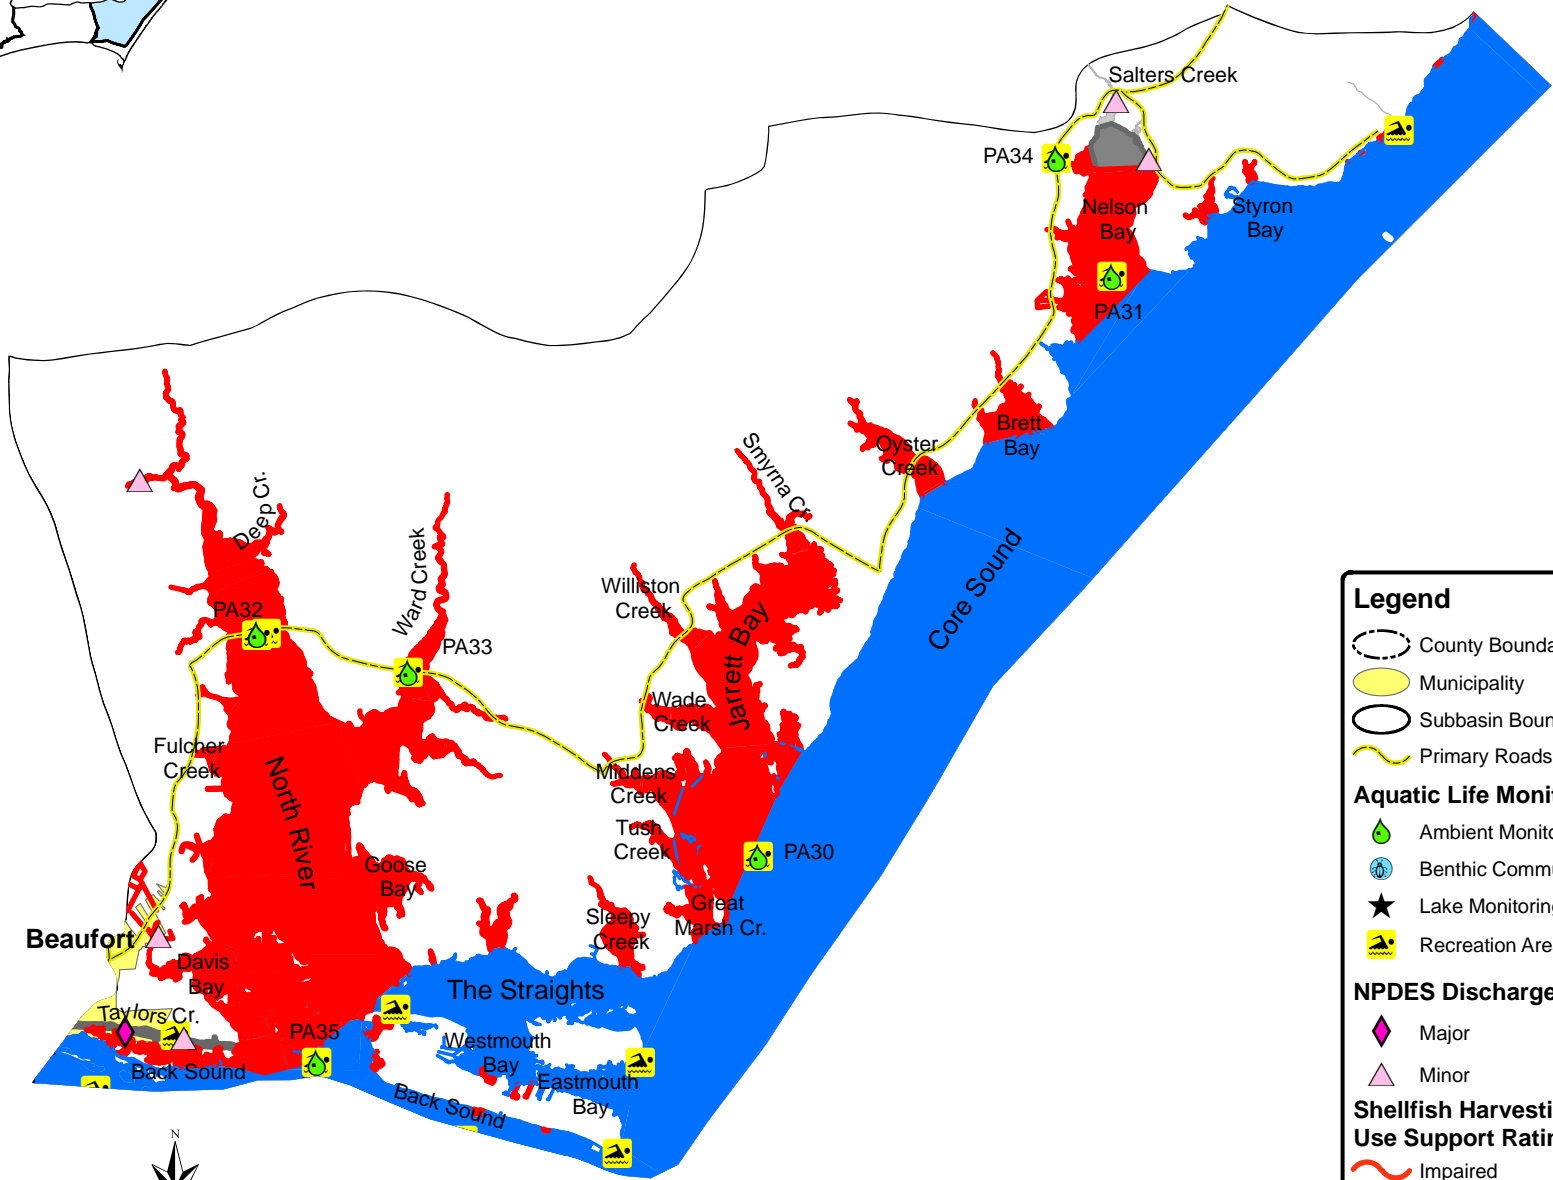 Salters Creek
PA34
Nelson
Bay
Styron
Bay
PA31
Brett
Bay
Oyster
Creek
Smyrna Cr.
Deep Cr.
Ward Creek
Williston
Creek
Core Sound
PA32
PA33
Jarrett Bay
Wade
Creek
Fulcher
Creek
North River
Middens
Creek
Tush
Creek
PA30
Goose
Bay
Great
Marsh Cr.
Sleepy
Creek
Beaufort
Davis
Bay
The Straights
Taylors Cr.
PA35
Westmouth
Bay
Back Sound
Eastmouth
Bay
Back Sound
N
Legend
County Bounda
Municipality
Subbasin Boun
Primary Roads
Aquatic Life Monit
Ambient Monito
Benthic Commu
Lake Monitoring
Recreation Are
NPDES Discharge
Major
Minor
Shellfish Harvesti
Use Support Ratin
Impaired